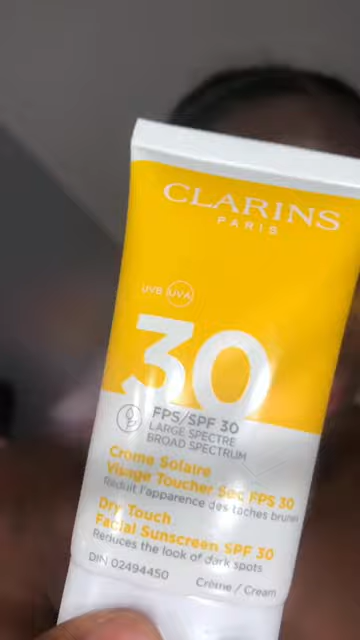 CLARINS
PARIS
UVB UVA
30
FPS/SPF 30
LARGE SPECTRE
BROAD SPECTRUM
Crème Solaire
Visage Toucher Sec FPS 30
Réduit l'apparence des taches brunes
Dry Touch
Facial Sunscreen SPF 30
Reduces the look of dark spots
DIN 02494450
Crème / Cream